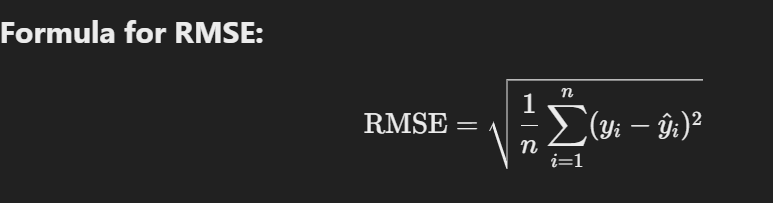 Formula for RMSE:
RMSE = √(1/n ∑_{i=1}^{n} (y_i − ŷ_i)²)